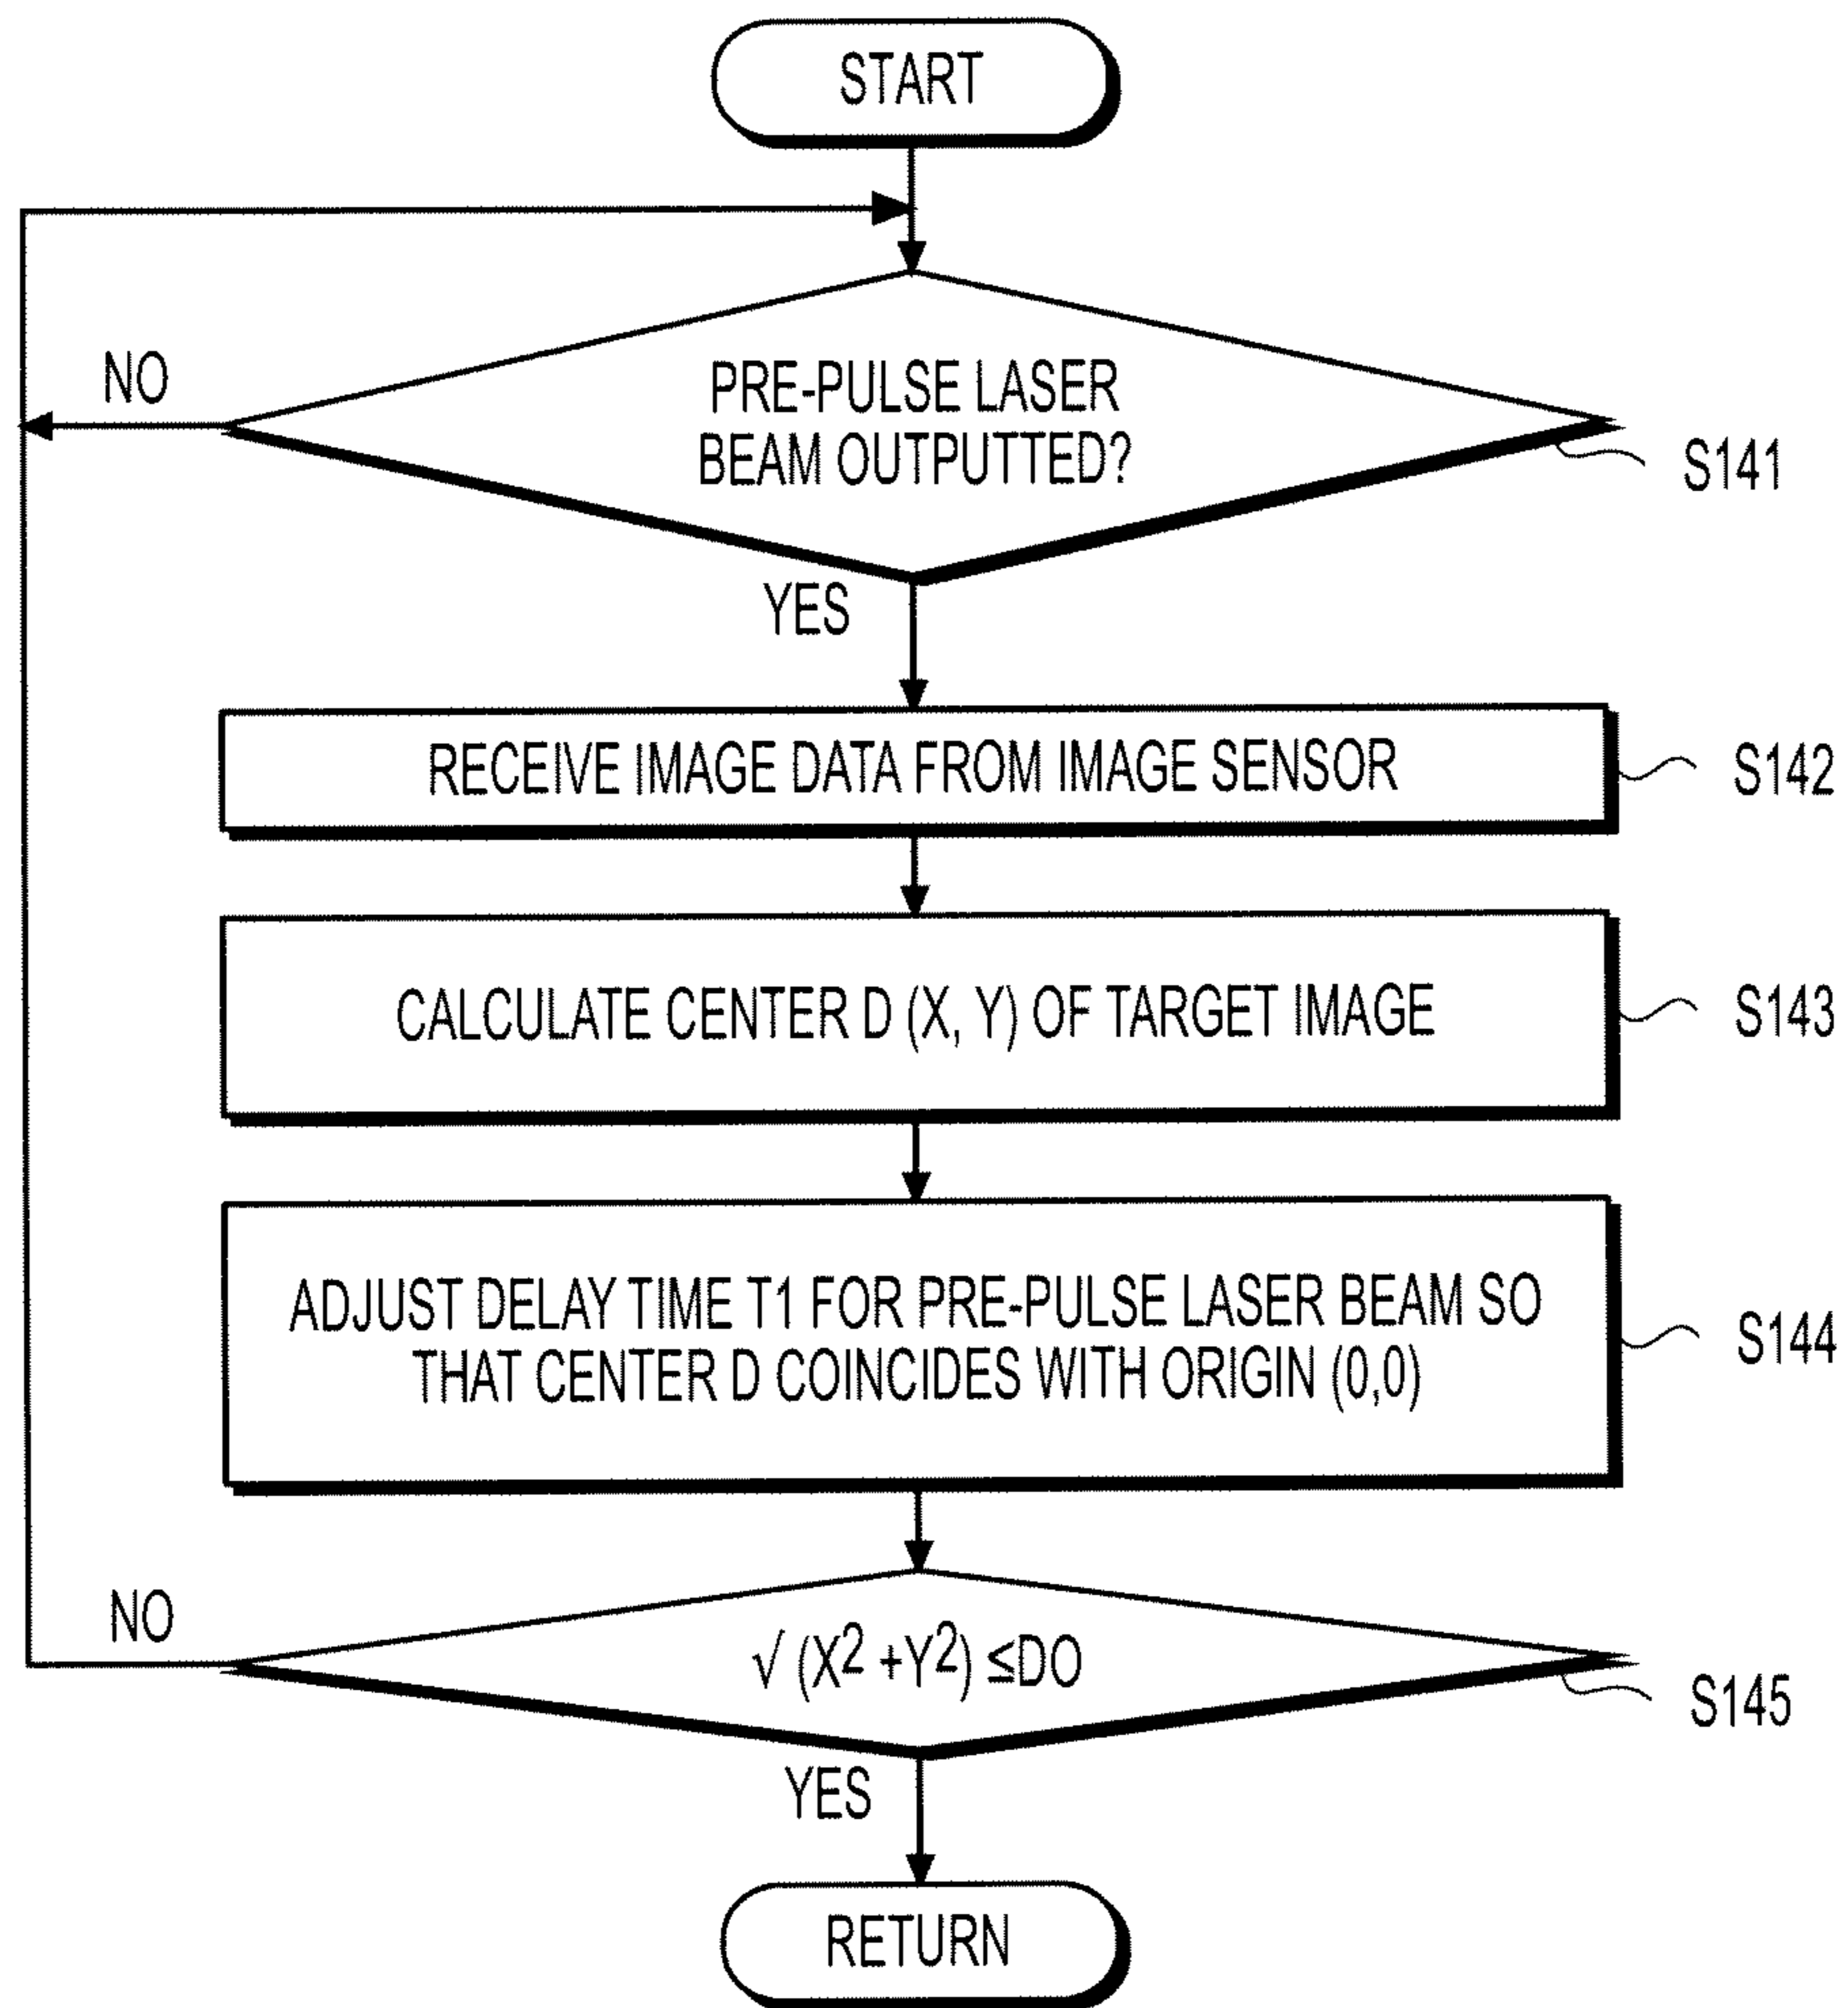 START
NO
PRE-PULSE LASER
BEAM OUTPUTTED?
S141
YES
RECEIVE IMAGE DATA FROM IMAGE SENSOR
S142
CALCULATE CENTER D (X, Y) OF TARGET IMAGE
S143
ADJUST DELAY TIME T1 FOR PRE-PULSE LASER BEAM SO
THAT CENTER D COINCIDES WITH ORIGIN (0,0)
S144
NO
√ (X² +Y²) ≤DO
S145
YES
RETURN